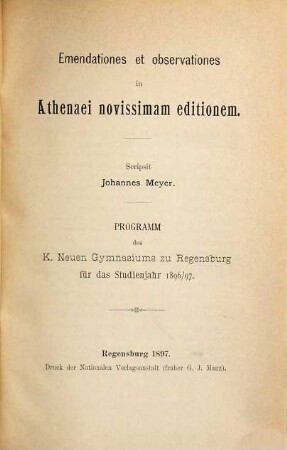 Emendationes et observationes
in
Athenaei novissimam editionem.
Scripsit
Johannes Meyer.
PROGRAMM
des
K. Neuen Gymnasiums zu Regensburg
für das Studienjahr 1896/97.
Regensburg 1897.
Druck der Nationalen Verlagsanstalt (früher G. J. Manz).